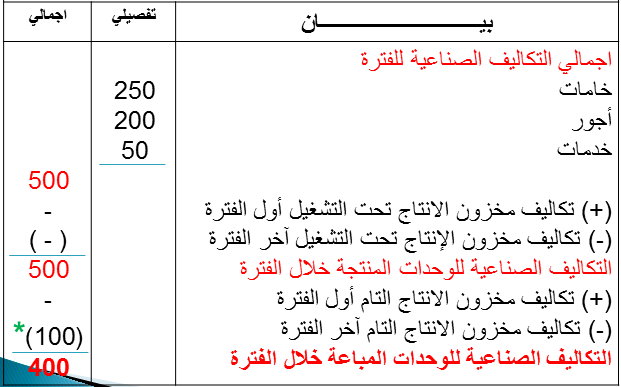 بيـــــــــــــــــــان تفصيلي اجمالي
اجمالي التكاليف الصناعية للفترة
خامات 250
أجور 200
خدمات 50
500
(+) تكاليف مخزون الانتاج تحت التشغيل أول الفترة -
(-) تكاليف مخزون الإنتاج تحت التشغيل آخر الفترة ( - )
التكاليف الصناعية للوحدات المنتجة خلال الفترة 500
(+) تكاليف مخزون الانتاج التام أول الفترة -
(-) تكاليف مخزون الانتاج التام آخر الفترة (100)*
التكاليف الصناعية للوحدات المباعة خلال الفترة 400